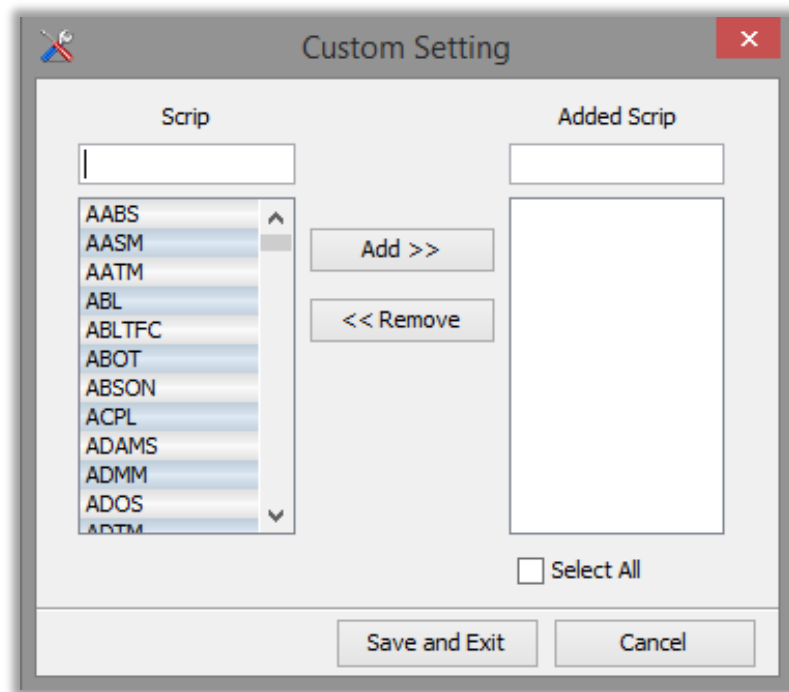 Custom Setting
Scrip
Added Scrip
AABS
AASM
AATM
ABL
ABLTFC
ABOT
ABSON
ACPL
ADAMS
ADMM
ADOS
ADTM
Add >>
<< Remove
Select All
Save and Exit
Cancel